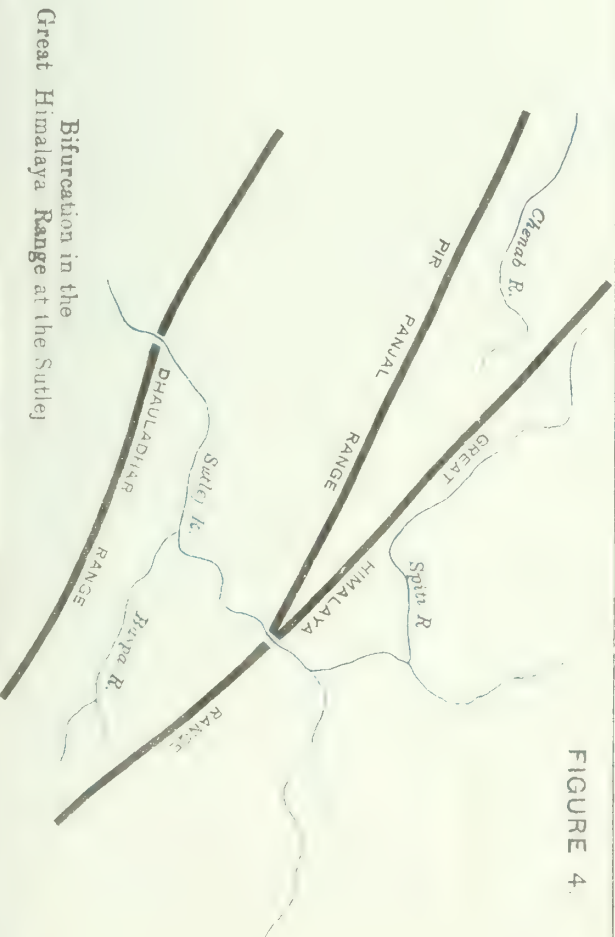 FIGURE 4.
Chenab R.
GREAT HIMALAYA RANGE
Spiti R
PIR PANJAL RANGE
Sutlej R.
Baspa R.
DHAULADHAR RANGE
Bifurcation in the
Great Himalaya Range at the Sutlej